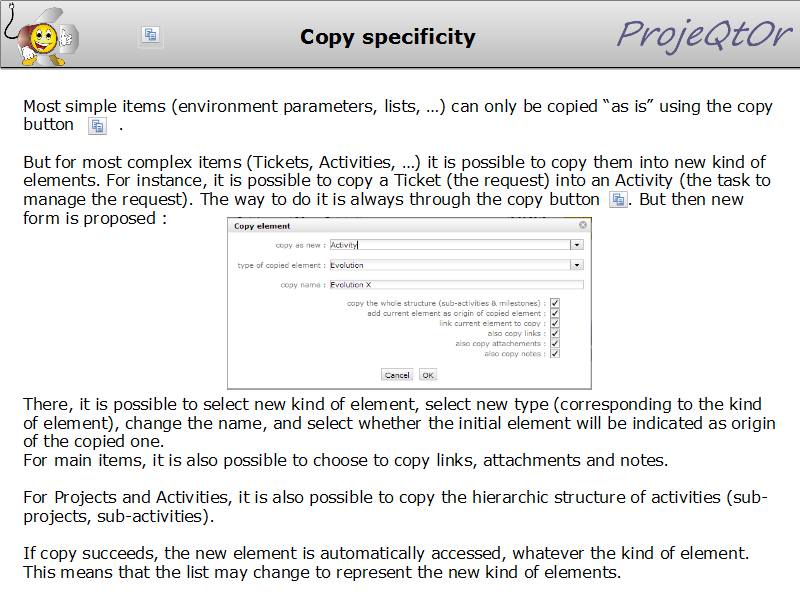 Copy specificity
ProjeQtOr
Most simple items (environment parameters, lists, …) can only be copied “as is” using the copy
button .
But for most complex items (Tickets, Activities, …) it is possible to copy them into new kind of
elements. For instance, it is possible to copy a Ticket (the request) into an Activity (the task to
manage the request). The way to do it is always through the copy button . But then new
form is proposed :
Copy element
copy as new : Activity
type of copied element : Evolution
copy name : Evolution X
copy the whole structure (sub-activities & milestones) :
add current element as origin of copied element :
link current element to copy :
also copy links :
also copy attachements :
also copy notes :
Cancel OK
There, it is possible to select new kind of element, select new type (corresponding to the kind
of element), change the name, and select whether the initial element will be indicated as origin
of the copied one.
For main items, it is also possible to choose to copy links, attachments and notes.
For Projects and Activities, it is also possible to copy the hierarchic structure of activities (sub-
projects, sub-activities).
If copy succeeds, the new element is automatically accessed, whatever the kind of element.
This means that the list may change to represent the new kind of elements.